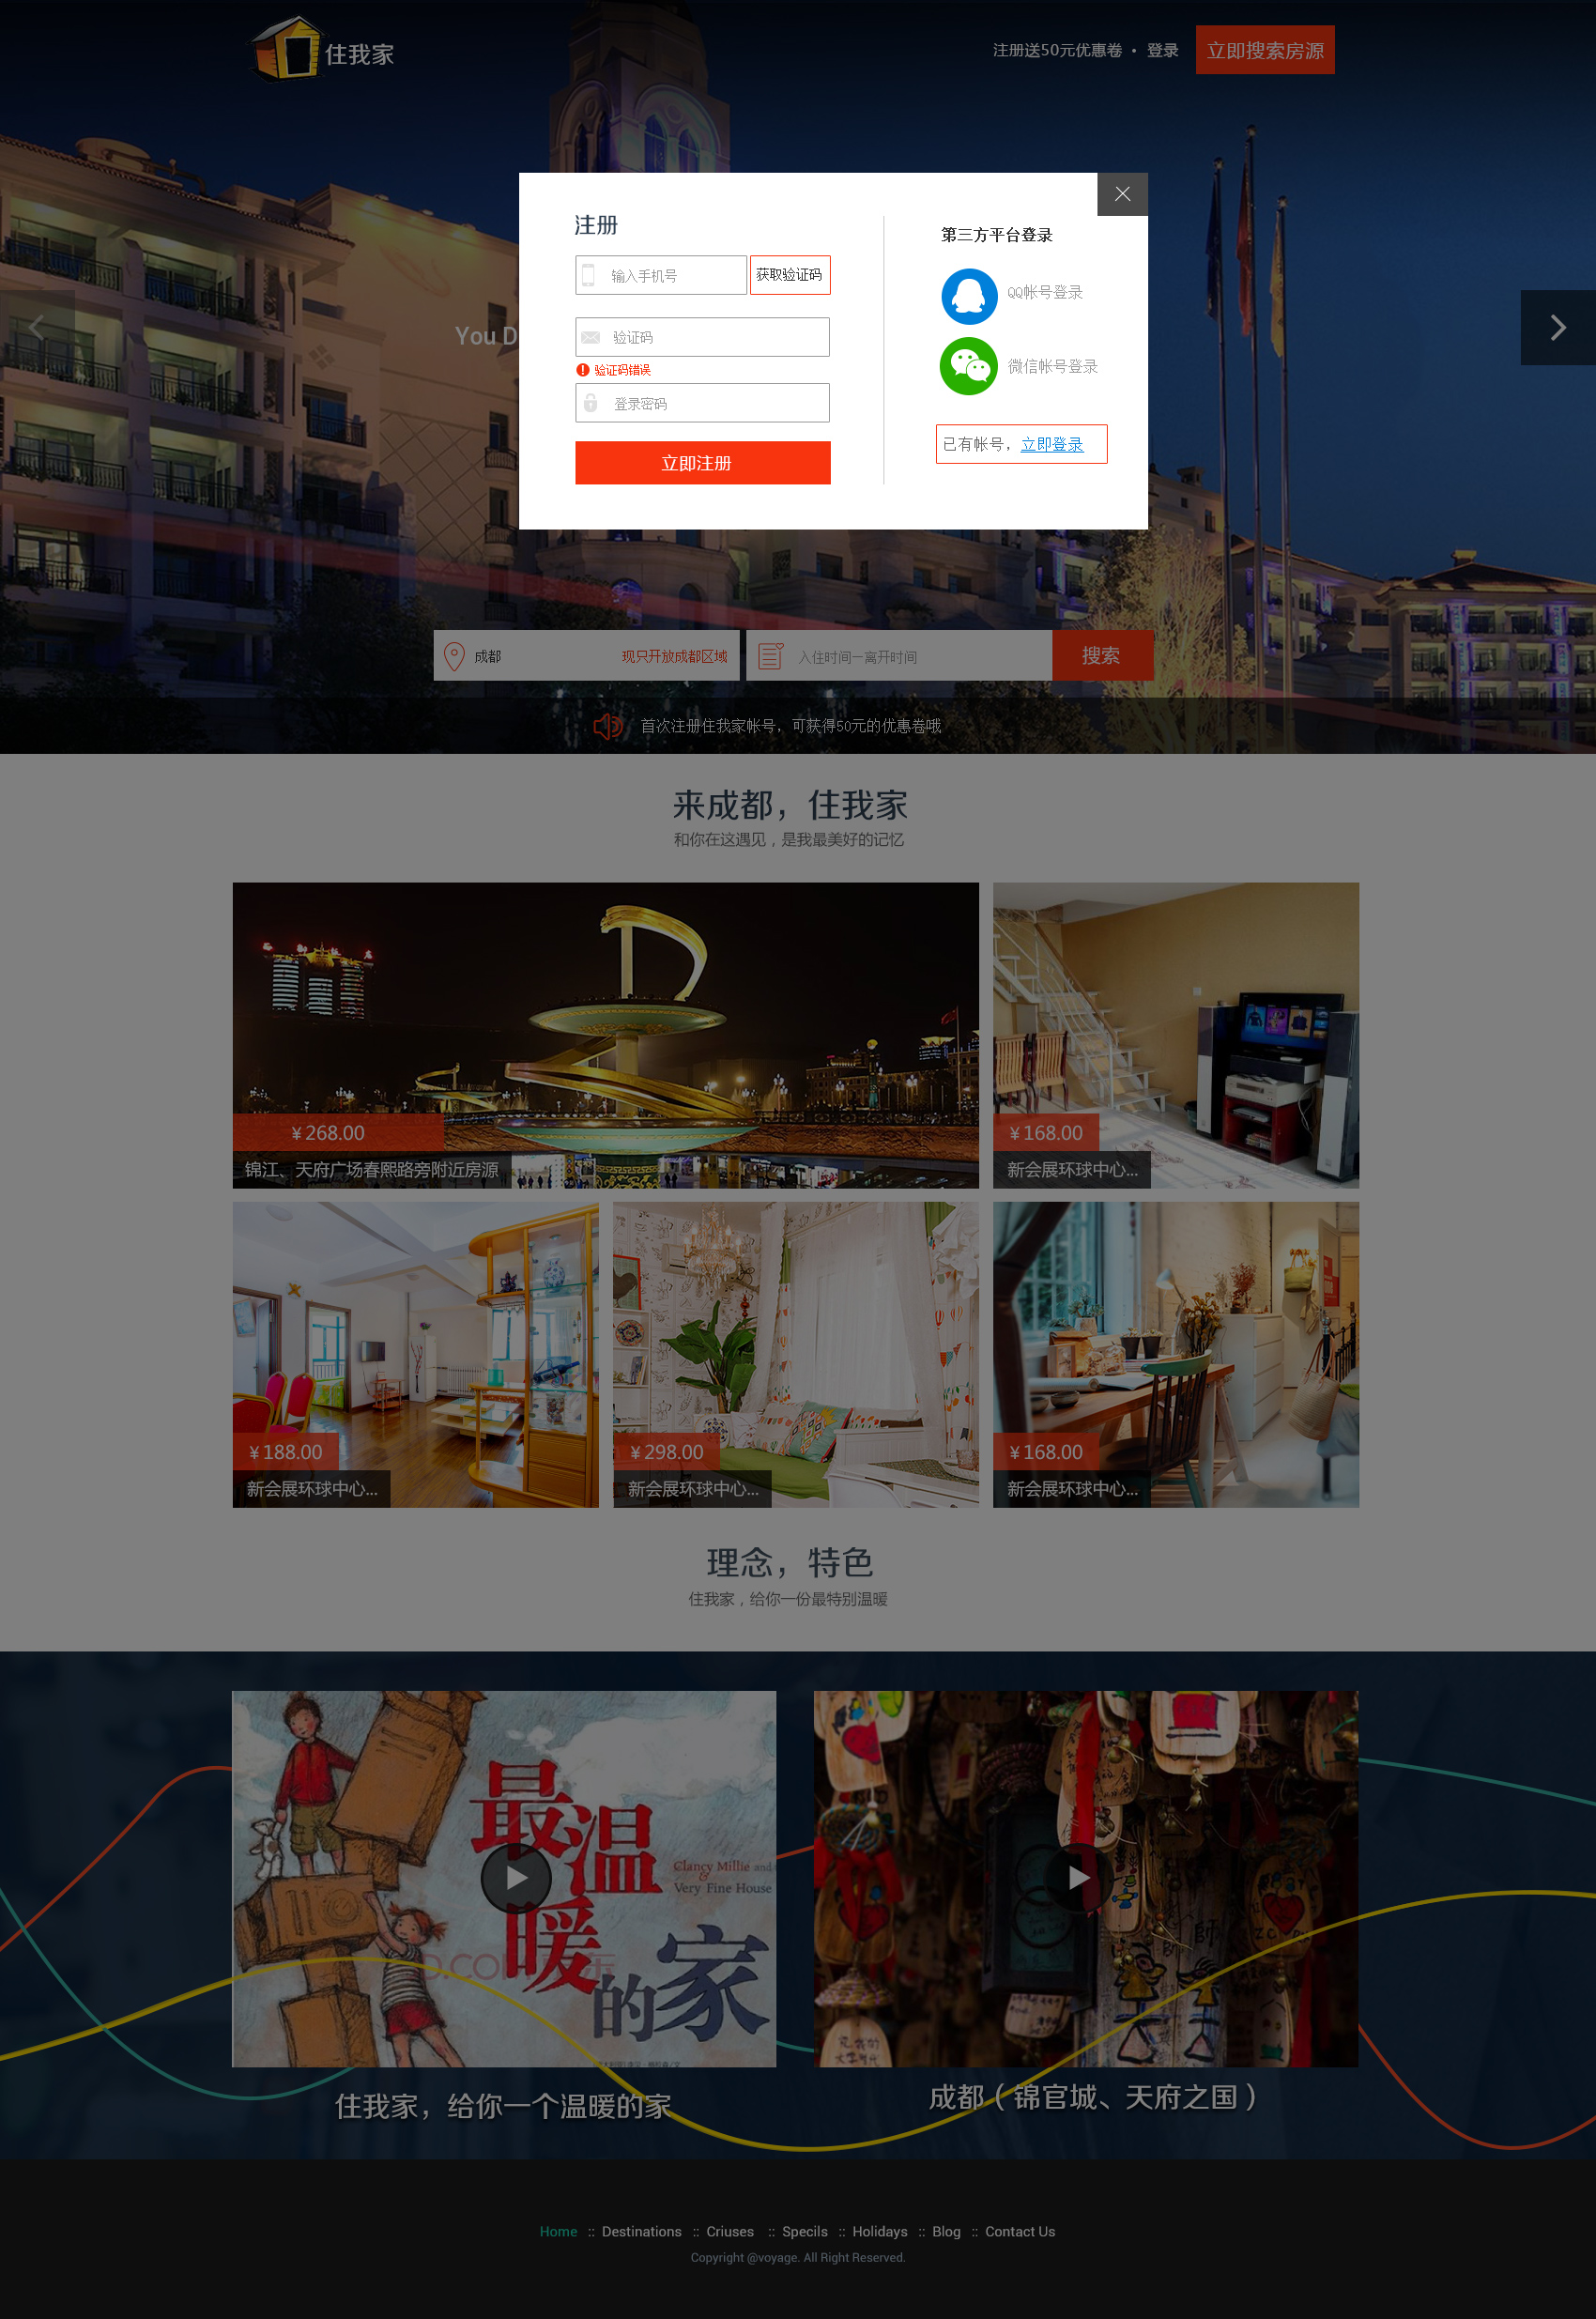 住我家
注册送50元优惠卷 • 登录
立即搜索房源
注册
输入手机号
获取验证码
验证码
验证码错误
登录密码
立即注册
第三方平台登录
QQ帐号登录
微信帐号登录
已有帐号，立即登录
You D
成都
现只开放成都区域
入住时间—离开时间
搜索
首次注册住我家帐号，可获得50元的优惠卷哦
来成都，住我家
和你在这遇见，是我最美好的记忆
¥268.00
锦江、天府广场春熙路旁附近房源
¥168.00
新会展环球中心...
¥188.00
新会展环球中心...
¥298.00
新会展环球中心...
¥168.00
新会展环球中心...
理念，特色
住我家，给你一份最特别温暖
最温暖的家
Clancy Millie and
Very Fine House
住我家，给你一个温暖的家
成都（锦官城、天府之国）
Home :: Destinations :: Criuses :: Specils :: Holidays :: Blog :: Contact Us
Copyright @voyage. All Right Reserved.